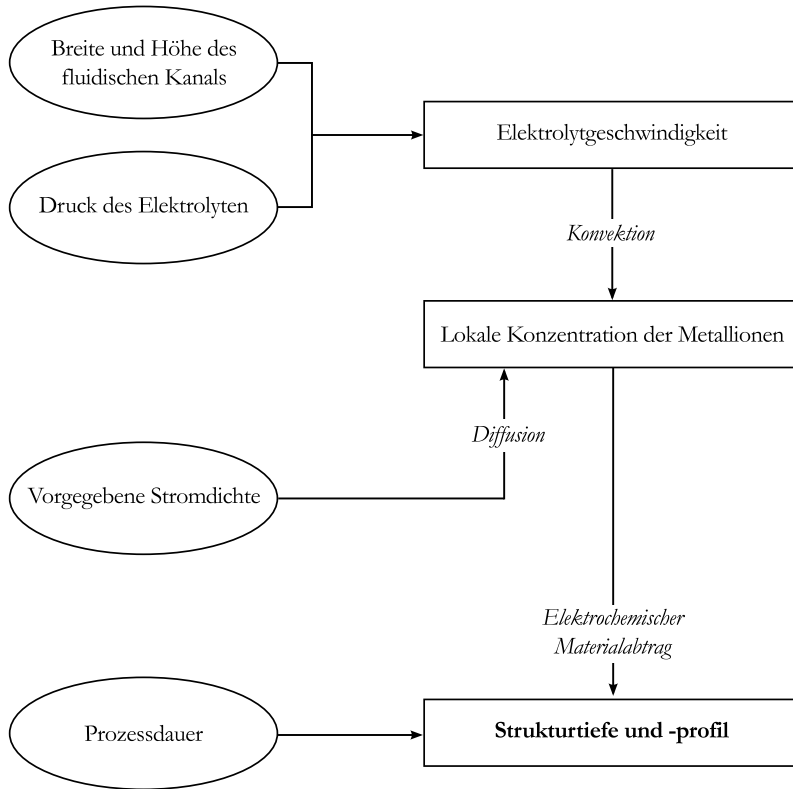 Breite und Höhe des
fluidischen Kanals
Elektrolytgeschwindigkeit
Druck des Elektrolyten
Konvektion
Lokale Konzentration der Metallionen
Diffusion
Vorgegebene Stromdichte
Elektrochemischer
Materialabtrag
Prozessdauer
Strukturtiefe und -profil